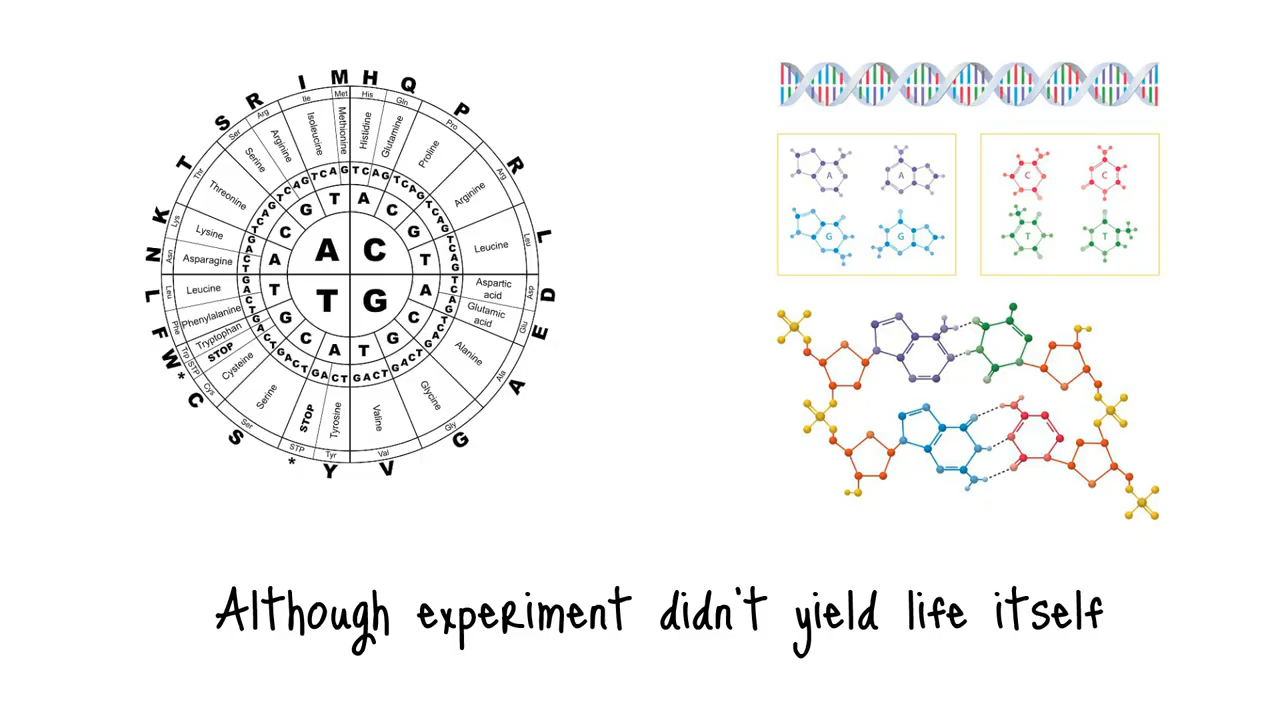 I M H Q P R L D E A G V Y * S C * W F L N K T S R
Ile Met His Gln Pro Arg Leu Asp Glu Ala Gly Val Tyr STP Ser Cys STP Trp Phe Leu Asn Lys Thr Ser Arg
Isoleucine
Methionine
Histidine
Glutamine
Proline
Arginine
Leucine
Aspartic acid
Glutamic acid
Alanine
Glycine
Valine
Tyrosine
STOP
Serine
Cysteine
STOP
Tryptophan
Phenylalanine
Leucine
Asparagine
Lysine
Threonine
Serine
Arginine
T C A G T C A G T C A G T C A G
T C A G T C A G T C A G T C A G
T C A G T C A G T C A G T C A G
T C A G T C A G T C A G T C A G
A C G T
A C G T
A C G T
A C G T
A C
T G
A A C C
G G T T
Although experiment didn't yield life itself